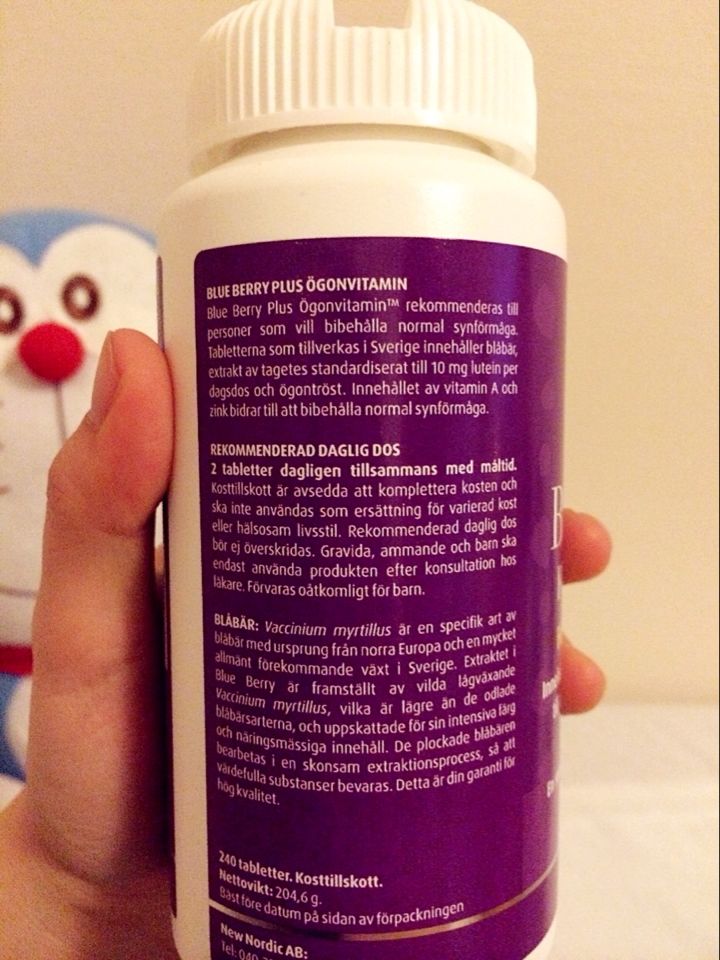 BLUE BERRY PLUS ÖGONVITAMIN
Blue Berry Plus Ögonvitamin™ rekommenderas till
personer som vill bibehålla normal synförmåga.
Tabletterna som tillverkas i Sverige innehåller blåbär,
extrakt av tagetes standardiserat till 10 mg lutein per
dagsdos och ögontröst. Innehållet av vitamin A och
zink bidrar till att bibehålla normal synförmåga.
REKOMMENDERAD DAGLIG DOS
2 tabletter dagligen tillsammans med måltid.
Kosttillskott är avsedda att komplettera kosten och
ska inte användas som ersättning för varierad kost
eller hälsosam livsstil. Rekommenderad daglig dos
bör ej överskridas. Gravida, ammande och barn ska
endast använda produkten efter konsultation hos
läkare. Förvaras oåtkomligt för barn.
BLÅBÄR: Vaccinium myrtillus är en specifik art av
blåbär med ursprung från norra Europa och en mycket
allmänt förekommande växt i Sverige. Extraktet i
Blue Berry är framställt av vilda lågväxande
Vaccinium myrtillus, vilka är lägre än de odlade
blåbärsarterna, och uppskattade för sin intensiva färg
och näringsmässiga innehåll. De plockade blåbären
bearbetas i en skonsam extraktionsprocess, så att
värdefulla substanser bevaras. Detta är din garanti för
hög kvalitet.
240 tabletter. Kosttillskott.
Nettovikt: 204,6 g.
Bäst före datum på sidan av förpackningen
New Nordic AB:
Tel: 040-